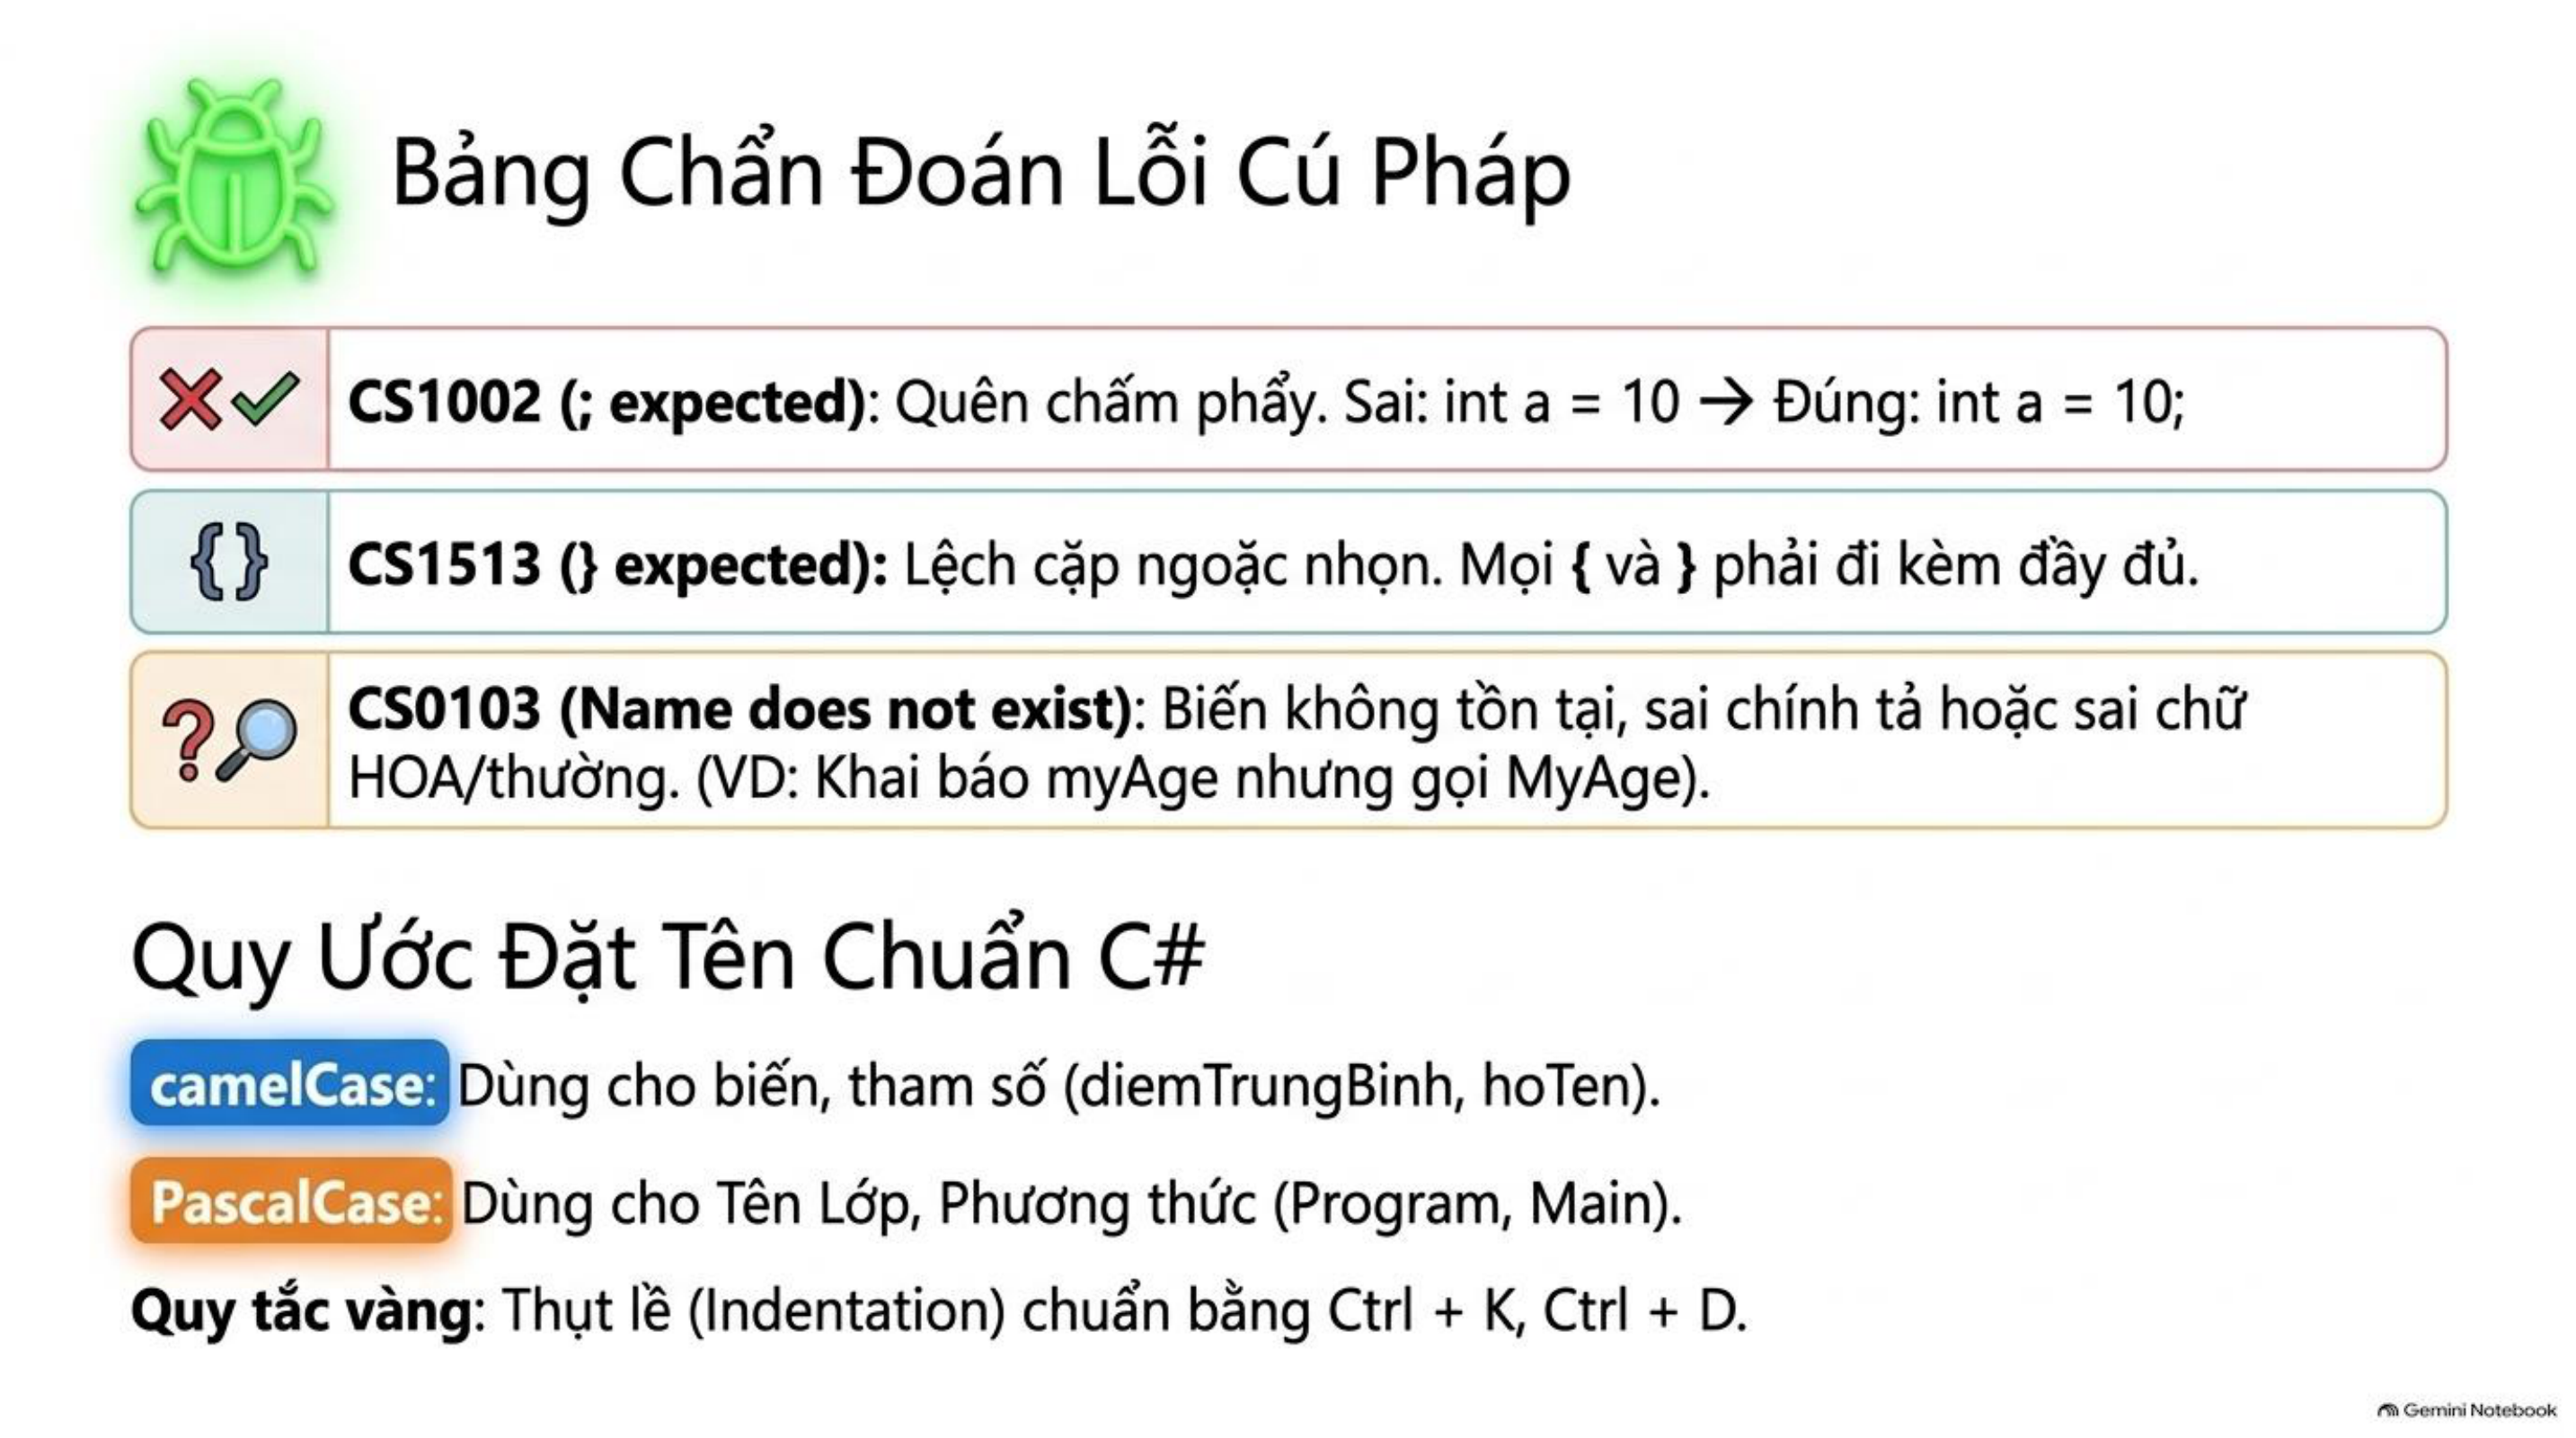 Bảng Chẩn Đoán Lỗi Cú Pháp
CS1002 (; expected): Quên chấm phẩy. Sai: int a = 10 → Đúng: int a = 10;
{} CS1513 (} expected): Lệch cặp ngoặc nhọn. Mọi { và } phải đi kèm đầy đủ.
CS0103 (Name does not exist): Biến không tồn tại, sai chính tả hoặc sai chữ
HOA/thường. (VD: Khai báo myAge nhưng gọi MyAge).
Quy Ước Đặt Tên Chuẩn C#
camelCase: Dùng cho biến, tham số (diemTrungBinh, hoTen).
PascalCase: Dùng cho Tên Lớp, Phương thức (Program, Main).
Quy tắc vàng: Thụt lề (Indentation) chuẩn bằng Ctrl + K, Ctrl + D.
Gemini Notebook